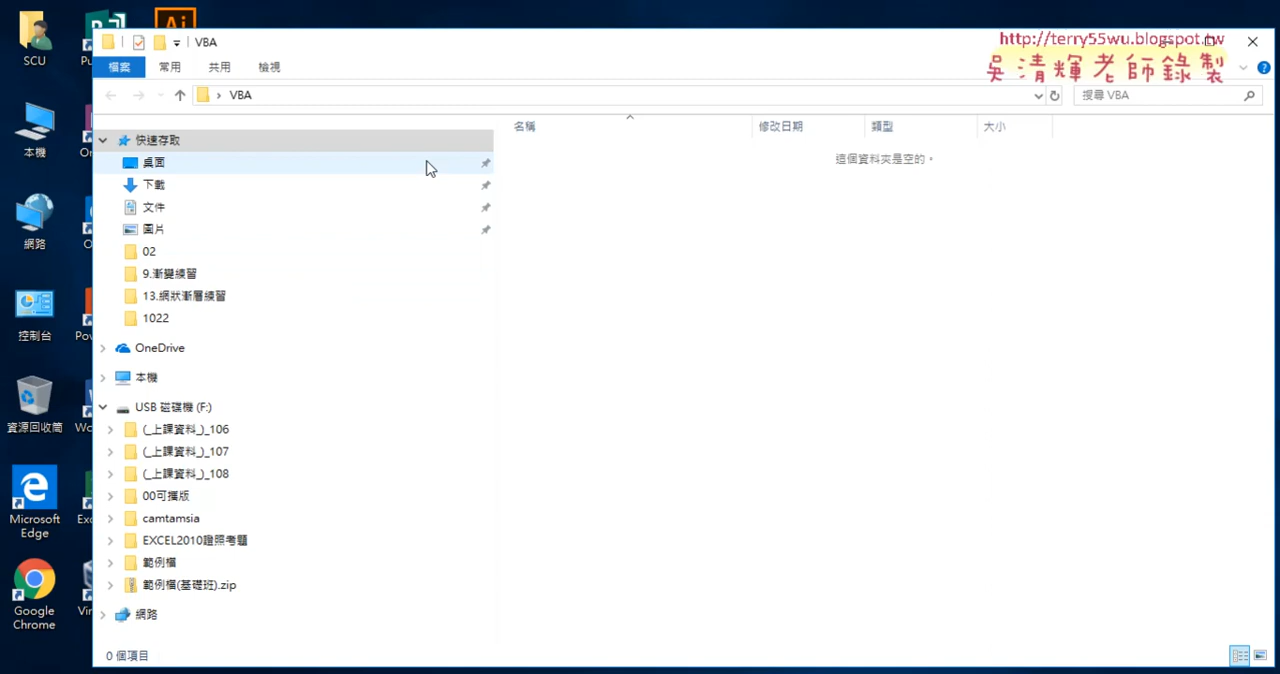 SCU
本機
網路
控制台
資源回收筒
Microsoft
Edge
Google
Chrome
Ai
VBA
http://terry55wu.blogspot.tw
吳清輝老師錄製
檔案 常用 共用 檢視
VBA
搜尋 VBA
名稱 修改日期 類型 大小
這個資料夾是空的。
快速存取
桌面
下載
文件
圖片
02
9.漸變練習
13.網狀漸層練習
1022
OneDrive
本機
USB 磁碟機 (F:)
(_上課資料_)_106
(_上課資料_)_107
(_上課資料_)_108
00可攜版
camtamsia
EXCEL2010證照考題
範例檔
範例檔(基礎班).zip
網路
0 個項目